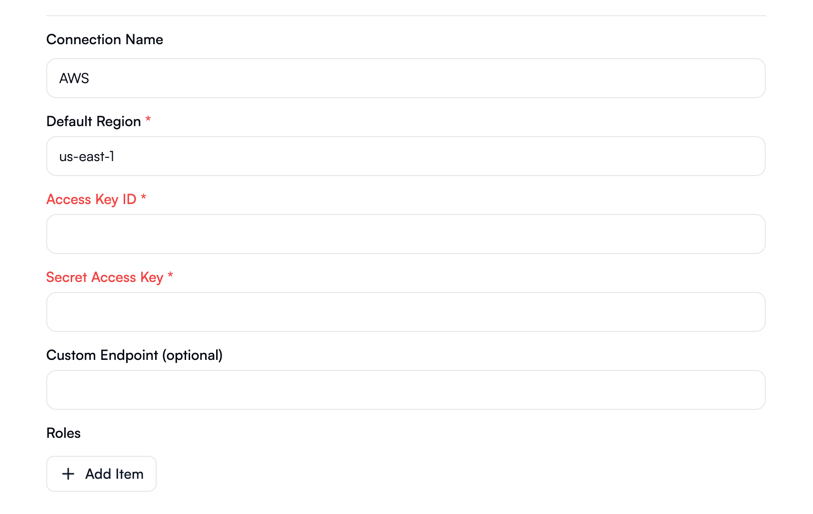 Connection Name
AWS
Default Region *
us-east-1
Access Key ID *
Secret Access Key *
Custom Endpoint (optional)
Roles
+ Add Item